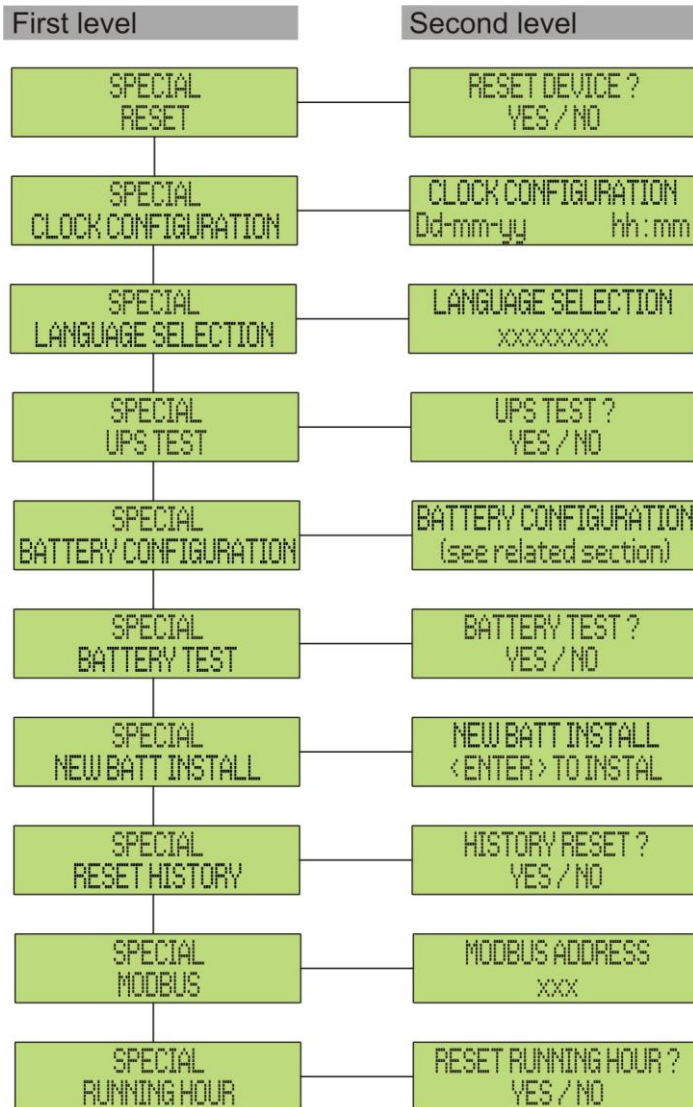 First level
Second level
SPECIAL
RESET
RESET DEVICE ?
YES / NO
SPECIAL
CLOCK CONFIGURATION
CLOCK CONFIGURATION
Dd-mm-yy hh:mm
SPECIAL
LANGUAGE SELECTION
LANGUAGE SELECTION
xxxxxxxxx
SPECIAL
UPS TEST
UPS TEST ?
YES / NO
SPECIAL
BATTERY CONFIGURATION
BATTERY CONFIGURATION
(see related section)
SPECIAL
BATTERY TEST
BATTERY TEST ?
YES / NO
SPECIAL
NEW BATT INSTALL
NEW BATT INSTALL
<ENTER> TO INSTAL
SPECIAL
RESET HISTORY
HISTORY RESET ?
YES / NO
SPECIAL
MODBUS
MODBUS ADDRESS
xxx
SPECIAL
RUNNING HOUR
RESET RUNNING HOUR ?
YES / NO